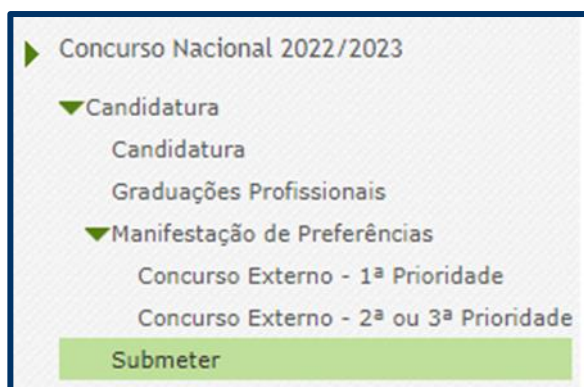 Concurso Nacional 2022/2023
Candidatura
Candidatura
Graduações Profissionais
Manifestação de Preferências
Concurso Externo - 1ª Prioridade
Concurso Externo - 2ª ou 3ª Prioridade
Submeter